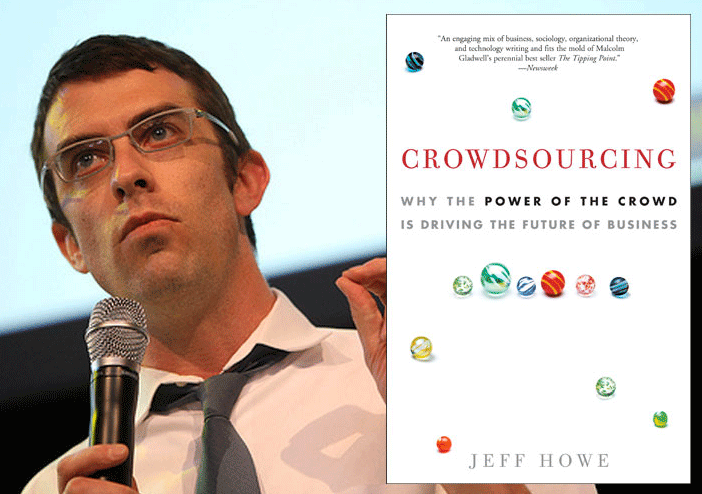 "An engaging mix of business, sociology, organizational theory,
and technology writing and fits the mold of Malcolm
Gladwell's perennial best seller The Tipping Point."
—Newsweek
CROWDSOURCING
WHY THE POWER OF THE CROWD
IS DRIVING THE FUTURE OF BUSINESS
JEFF HOWE